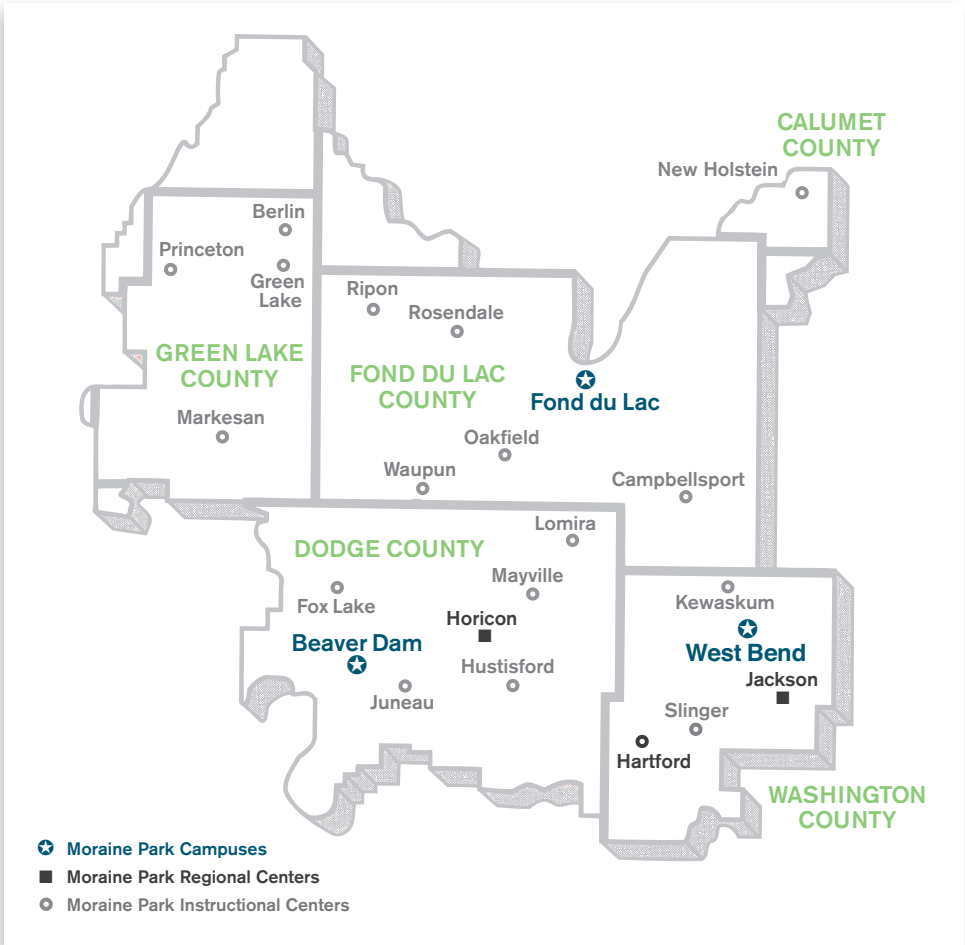 CALUMET
COUNTY
New Holstein
Berlin
Princeton
Green
Lake
Ripon
Rosendale
GREEN LAKE
COUNTY
FOND DU LAC
COUNTY
Fond du Lac
Markesan
Oakfield
Waupun
Campbellsport
Lomira
DODGE COUNTY
Mayville
Fox Lake
Kewaskum
Horicon
Beaver Dam
West Bend
Hustisford
Jackson
Juneau
Slinger
Hartford
WASHINGTON
COUNTY
Moraine Park Campuses
Moraine Park Regional Centers
Moraine Park Instructional Centers